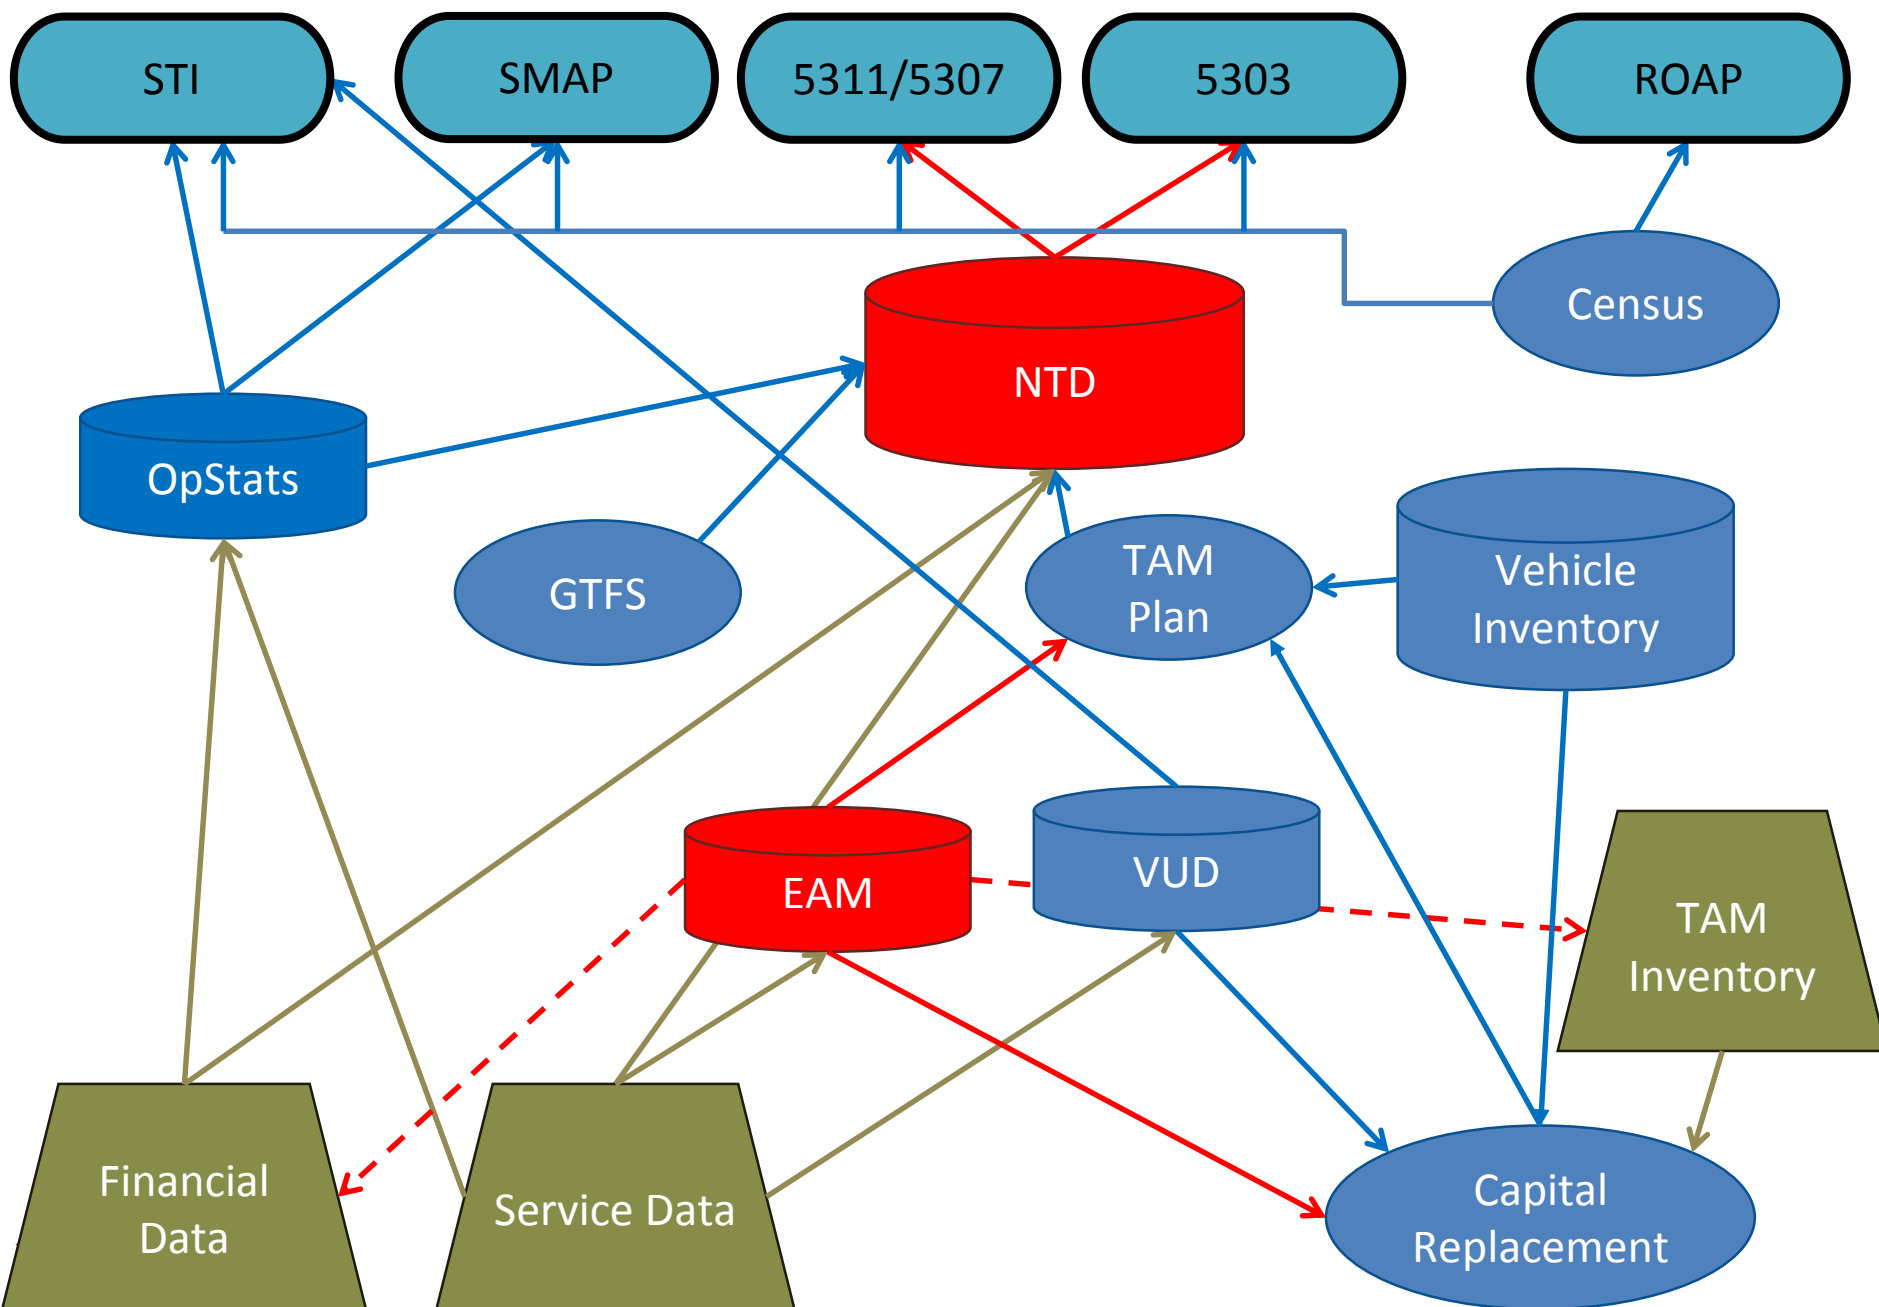 STI
SMAP
5311/5307
5303
ROAP
Census
NTD
OpStats
GTFS
TAM
Plan
Vehicle
Inventory
EAM
VUD
TAM
Inventory
Financial
Data
Service Data
Capital
Replacement